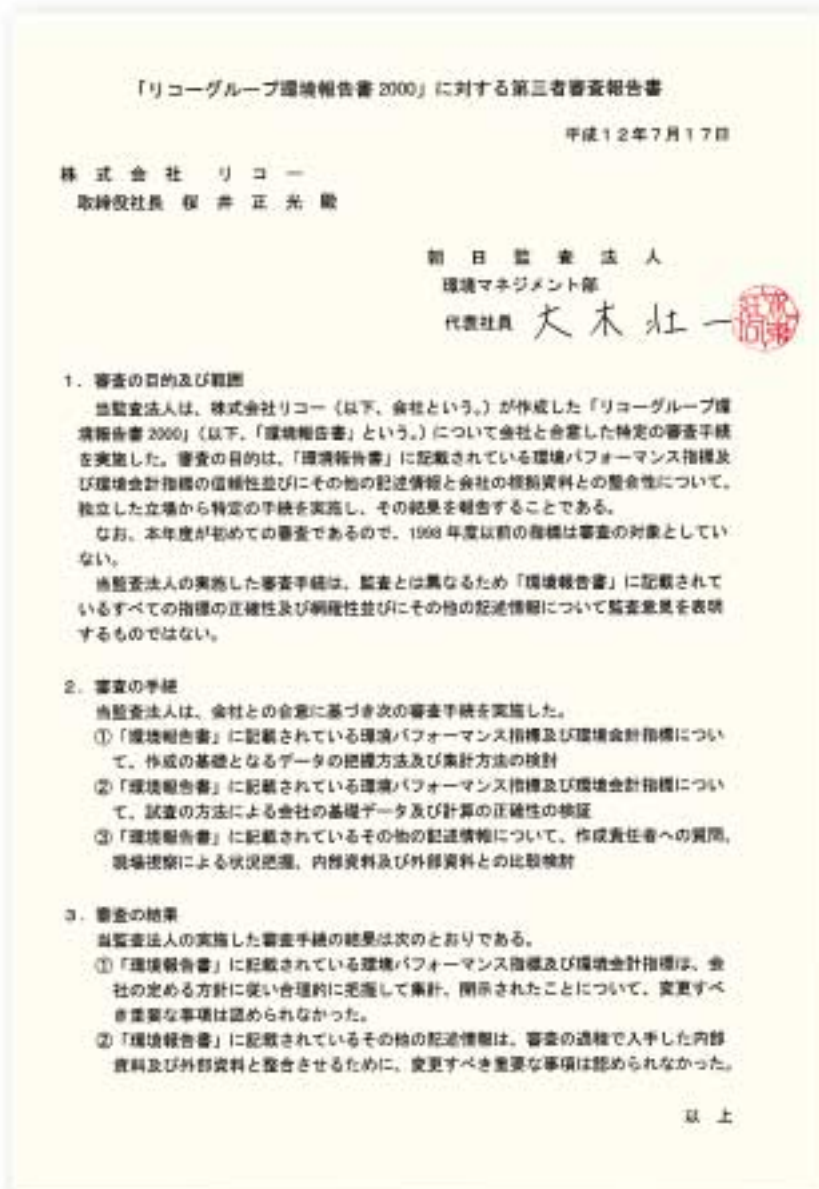 「リコーグループ環境報告書 2000」に対する第三者審査報告書
平成12年7月17日
株式会社 リコー
取締役社長 桜井正光 殿
朝日監査法人
環境マネジメント部
代表社員 大木壮一
1. 審査の目的及び範囲
当監査法人は、株式会社リコー(以下、会社という。)が作成した「リコーグループ環
境報告書 2000」(以下、「環境報告書」という。)について会社と合意した特定の審査手続
を実施した。審査の目的は、「環境報告書」に記載されている環境パフォーマンス指標及
び環境会計指標の信頼性並びにその他の記述情報と会社の根拠資料との整合性について、
独立した立場から特定の手続を実施し、その結果を報告することである。
なお、本年度が初めての審査であるので、1998 年度以前の指標は審査の対象としてい
ない。
当監査法人の実施した審査手続は、監査とは異なるため「環境報告書」に記載されて
いるすべての指標の正確性及び網羅性並びにその他の記述情報について監査意見を表明
するものではない。
2. 審査の手続
当監査法人は、会社との合意に基づき次の審査手続を実施した。
①「環境報告書」に記載されている環境パフォーマンス指標及び環境会計指標につい
て、作成の基礎となるデータの把握方法及び集計方法の検討
②「環境報告書」に記載されている環境パフォーマンス指標及び環境会計指標につい
て、試査の方法による会社の基礎データ及び計算の正確性の検証
③「環境報告書」に記載されているその他の記述情報について、作成責任者への質問、
現場視察による状況把握、内部資料及び外部資料との比較検討
3. 審査の結果
当監査法人の実施した審査手続の結果は次のとおりである。
①「環境報告書」に記載されている環境パフォーマンス指標及び環境会計指標は、会
社の定める方針に従い合理的に把握して集計、開示されたことについて、変更すべ
き重要な事項は認められなかった。
②「環境報告書」に記載されているその他の記述情報は、審査の過程で入手した内部
資料及び外部資料と整合させるために、変更すべき重要な事項は認められなかった。
以上